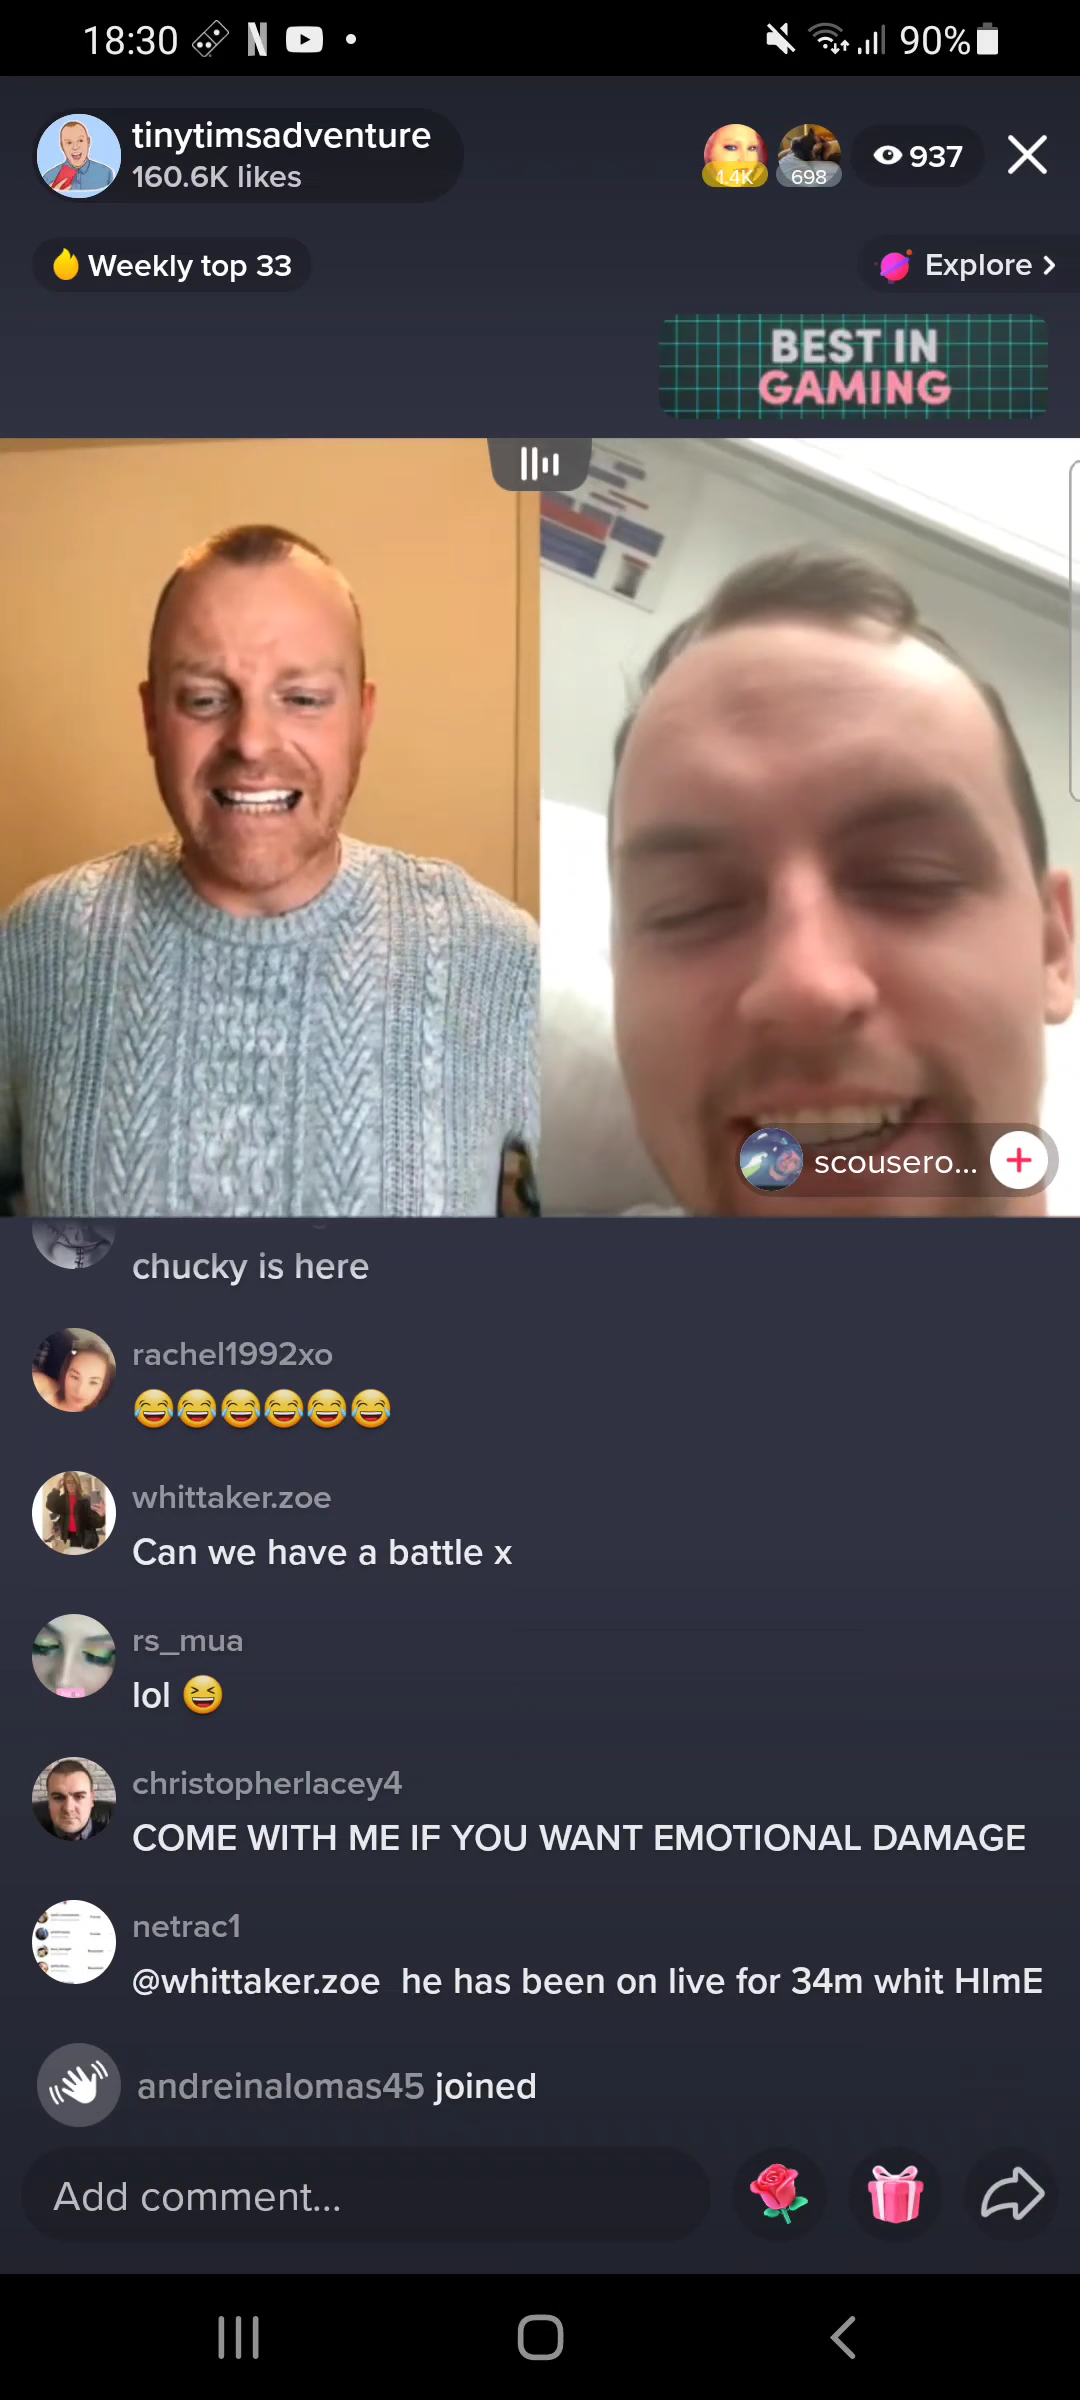 18:30
90%
tinytimsadventure
160.6K likes
1.4K
698
937
Weekly top 33
Explore
BEST IN
GAMING
scousero...
chucky is here
rachel1992xo
😂😂😂😂😂😂
whittaker.zoe
Can we have a battle x
rs_mua
lol 😆
christopherlacey4
COME WITH ME IF YOU WANT EMOTIONAL DAMAGE
netrac1
@whittaker.zoe he has been on live for 34m whit HImE
andreinalomas45 joined
Add comment...